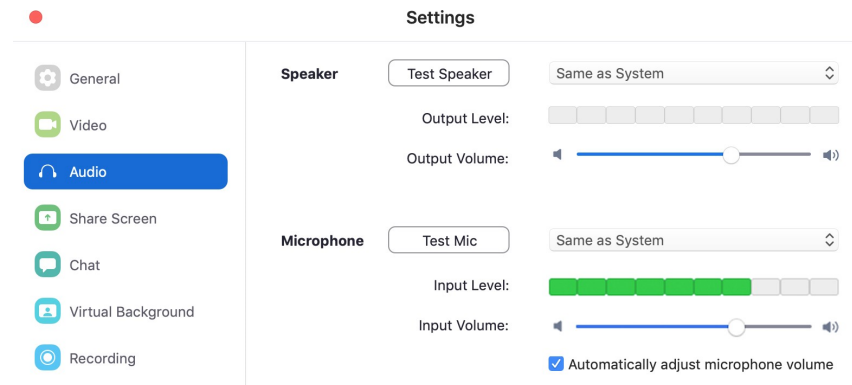 Settings
General
Video
Audio
Share Screen
Chat
Virtual Background
Recording
Speaker Test Speaker Same as System
Output Level:
Output Volume:
Microphone Test Mic Same as System
Input Level:
Input Volume:
Automatically adjust microphone volume